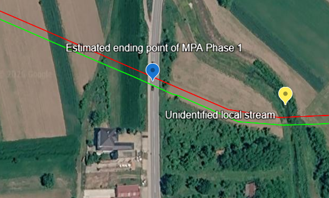 Estimated ending point of MPA Phase 1
Unidentified local stream